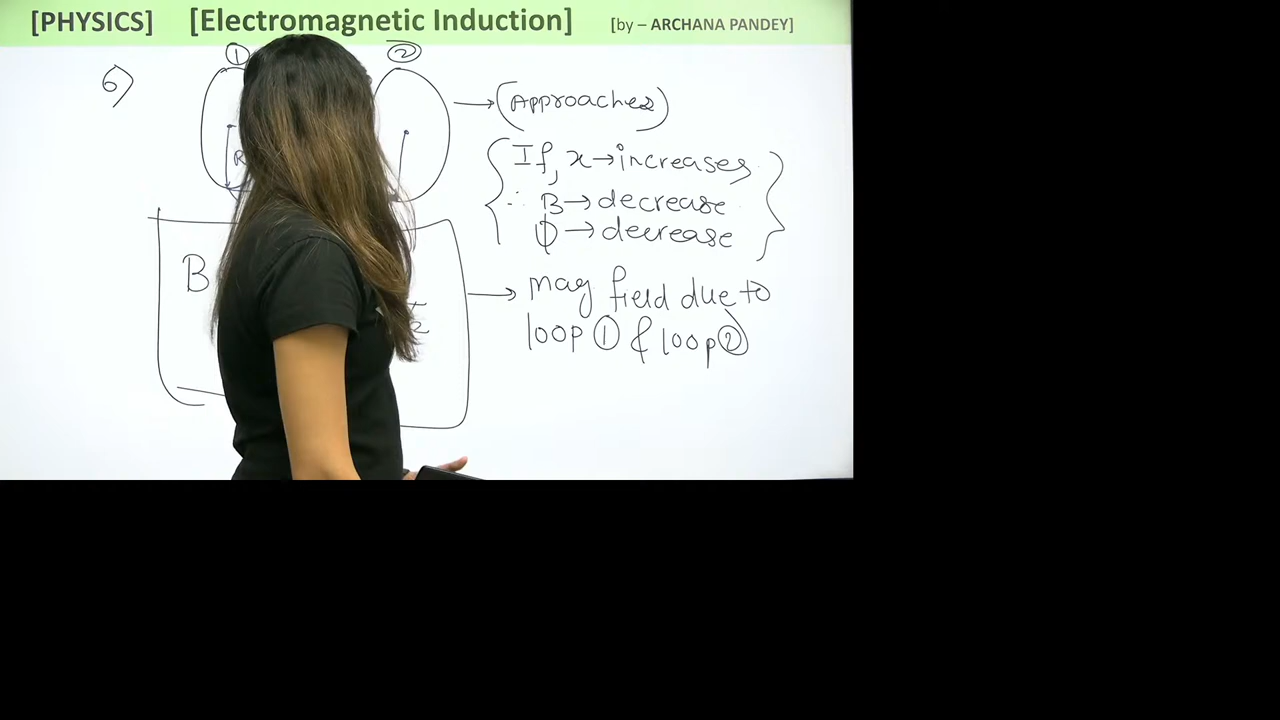 [PHYSICS] [Electromagnetic Induction] [by – ARCHANA PANDEY]
① ②
6)
→ (Approaches)
R
If, x → increases
∴ B → decrease
ϕ → decrease
B
→ mag field due to
loop ① & loop ②
2